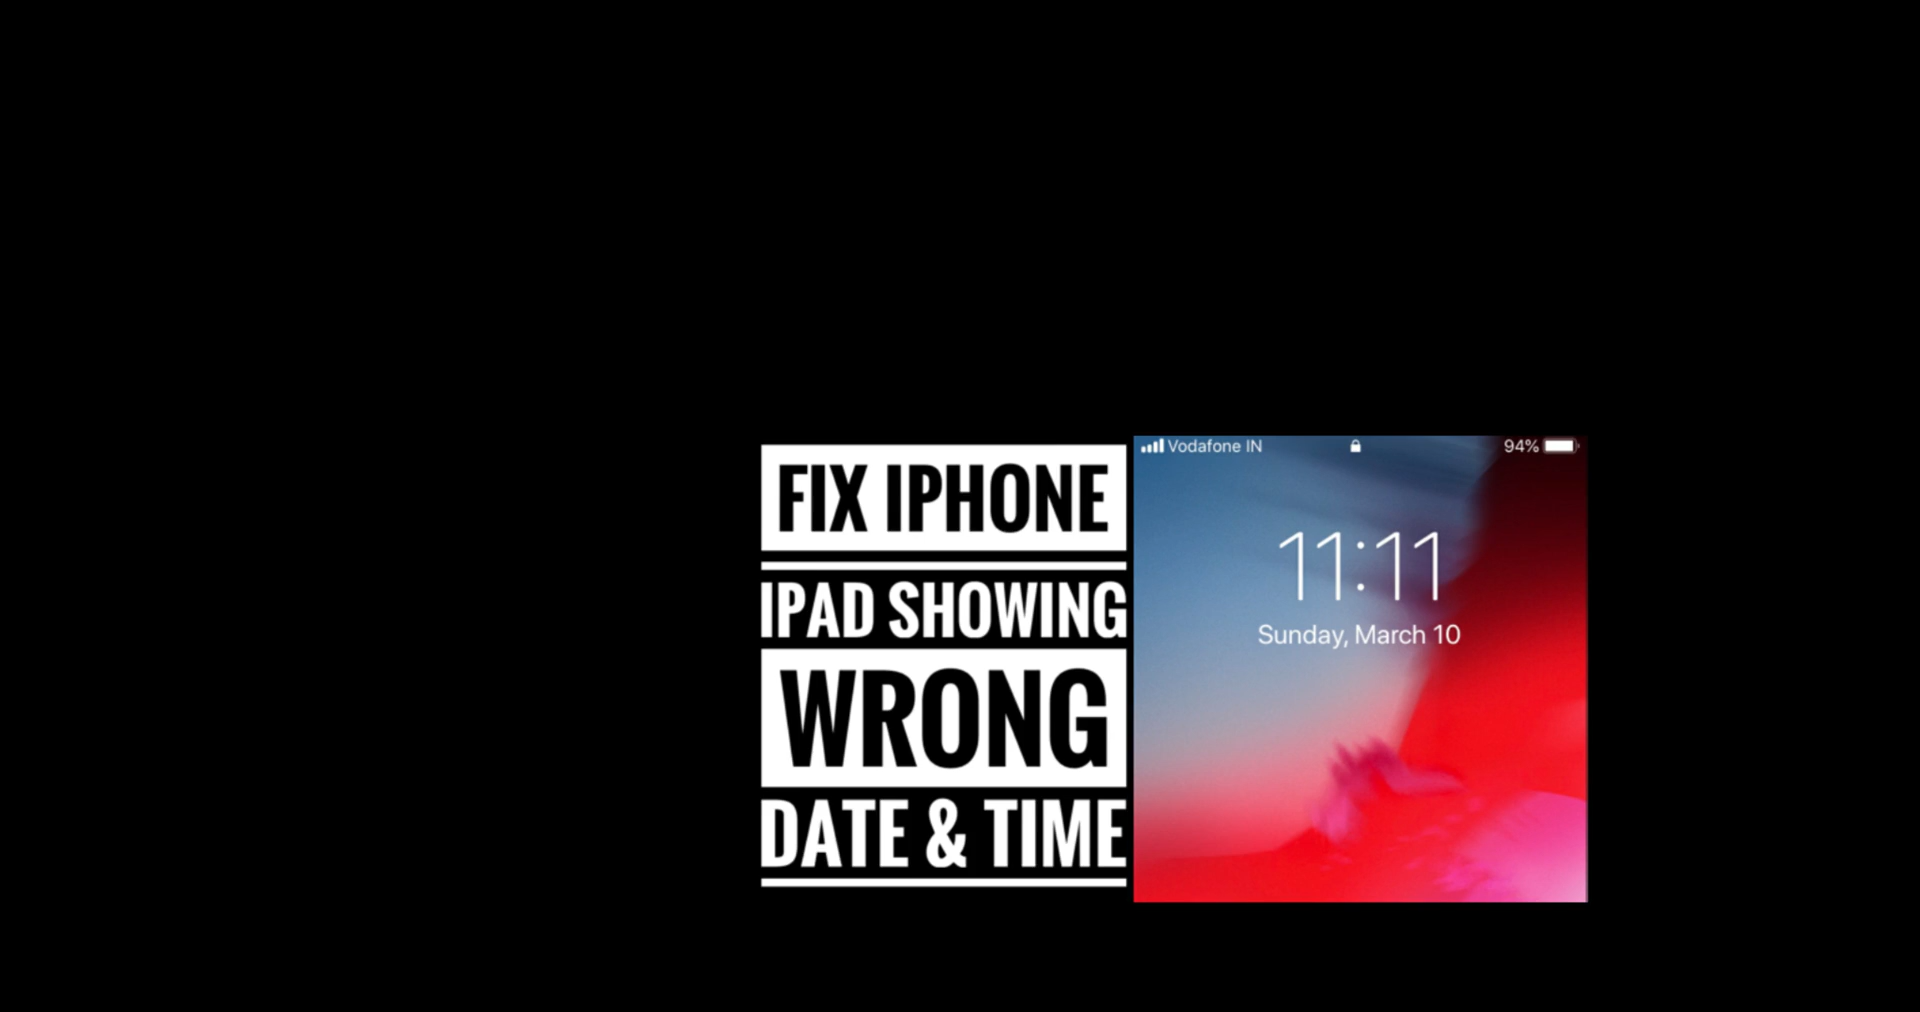 FIX IPHONE
IPAD SHOWING
WRONG
DATE & TIME
Vodafone IN 94%
11:11
Sunday, March 10